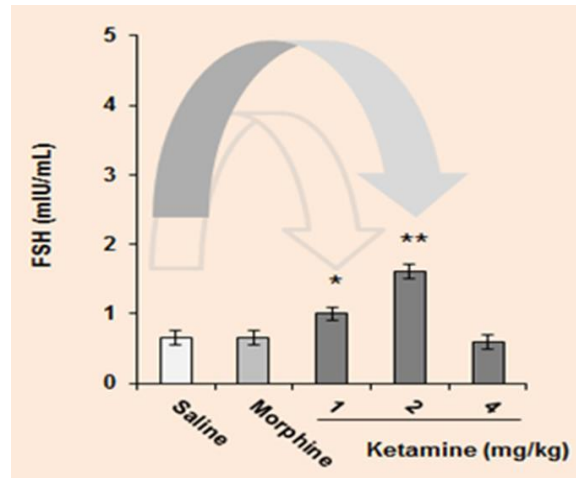 FSH (mIU/mL)
5
4
3
2
1
0
*
**
Saline
Morphine
1
2
4
Ketamine (mg/kg)